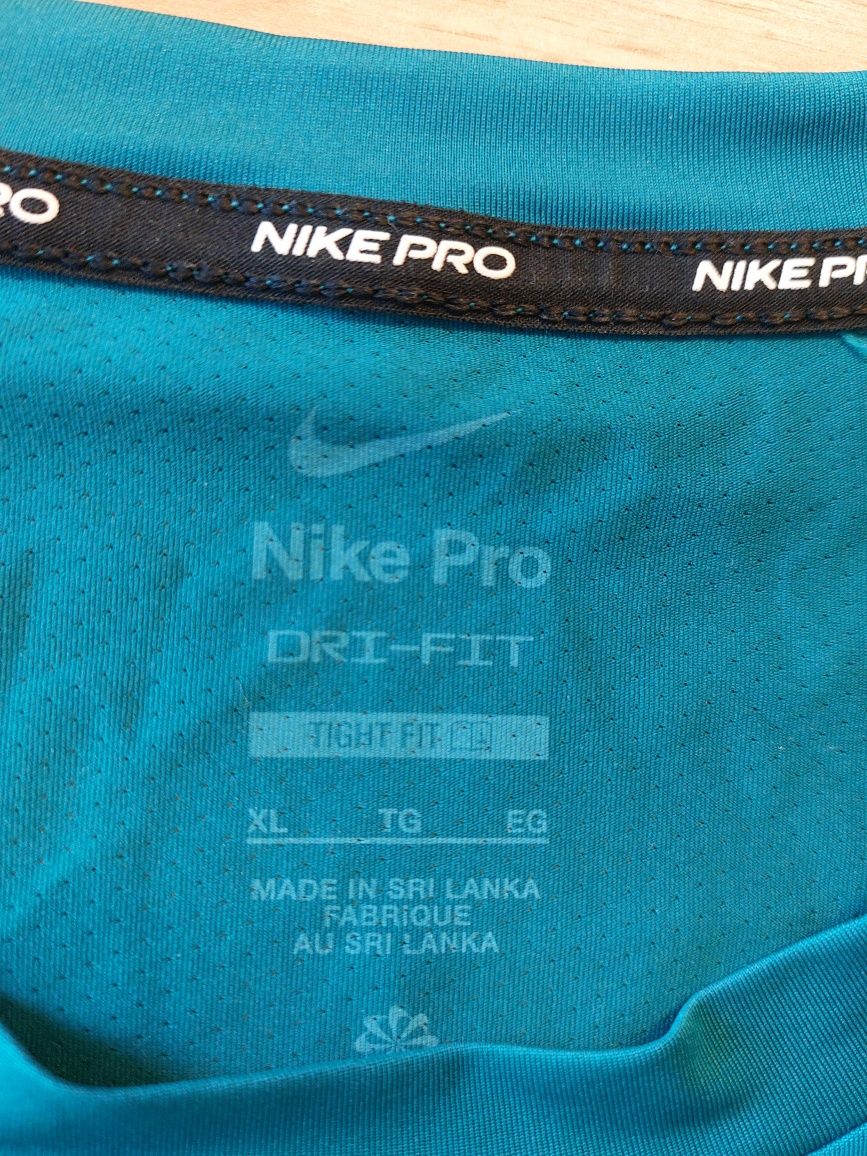 RO NIKE PRO NIKE P
Nike Pro
DRI-FIT
TIGHT FIT
XL TG EG
MADE IN SRI LANKA
FABRIQUE
AU SRI LANKA